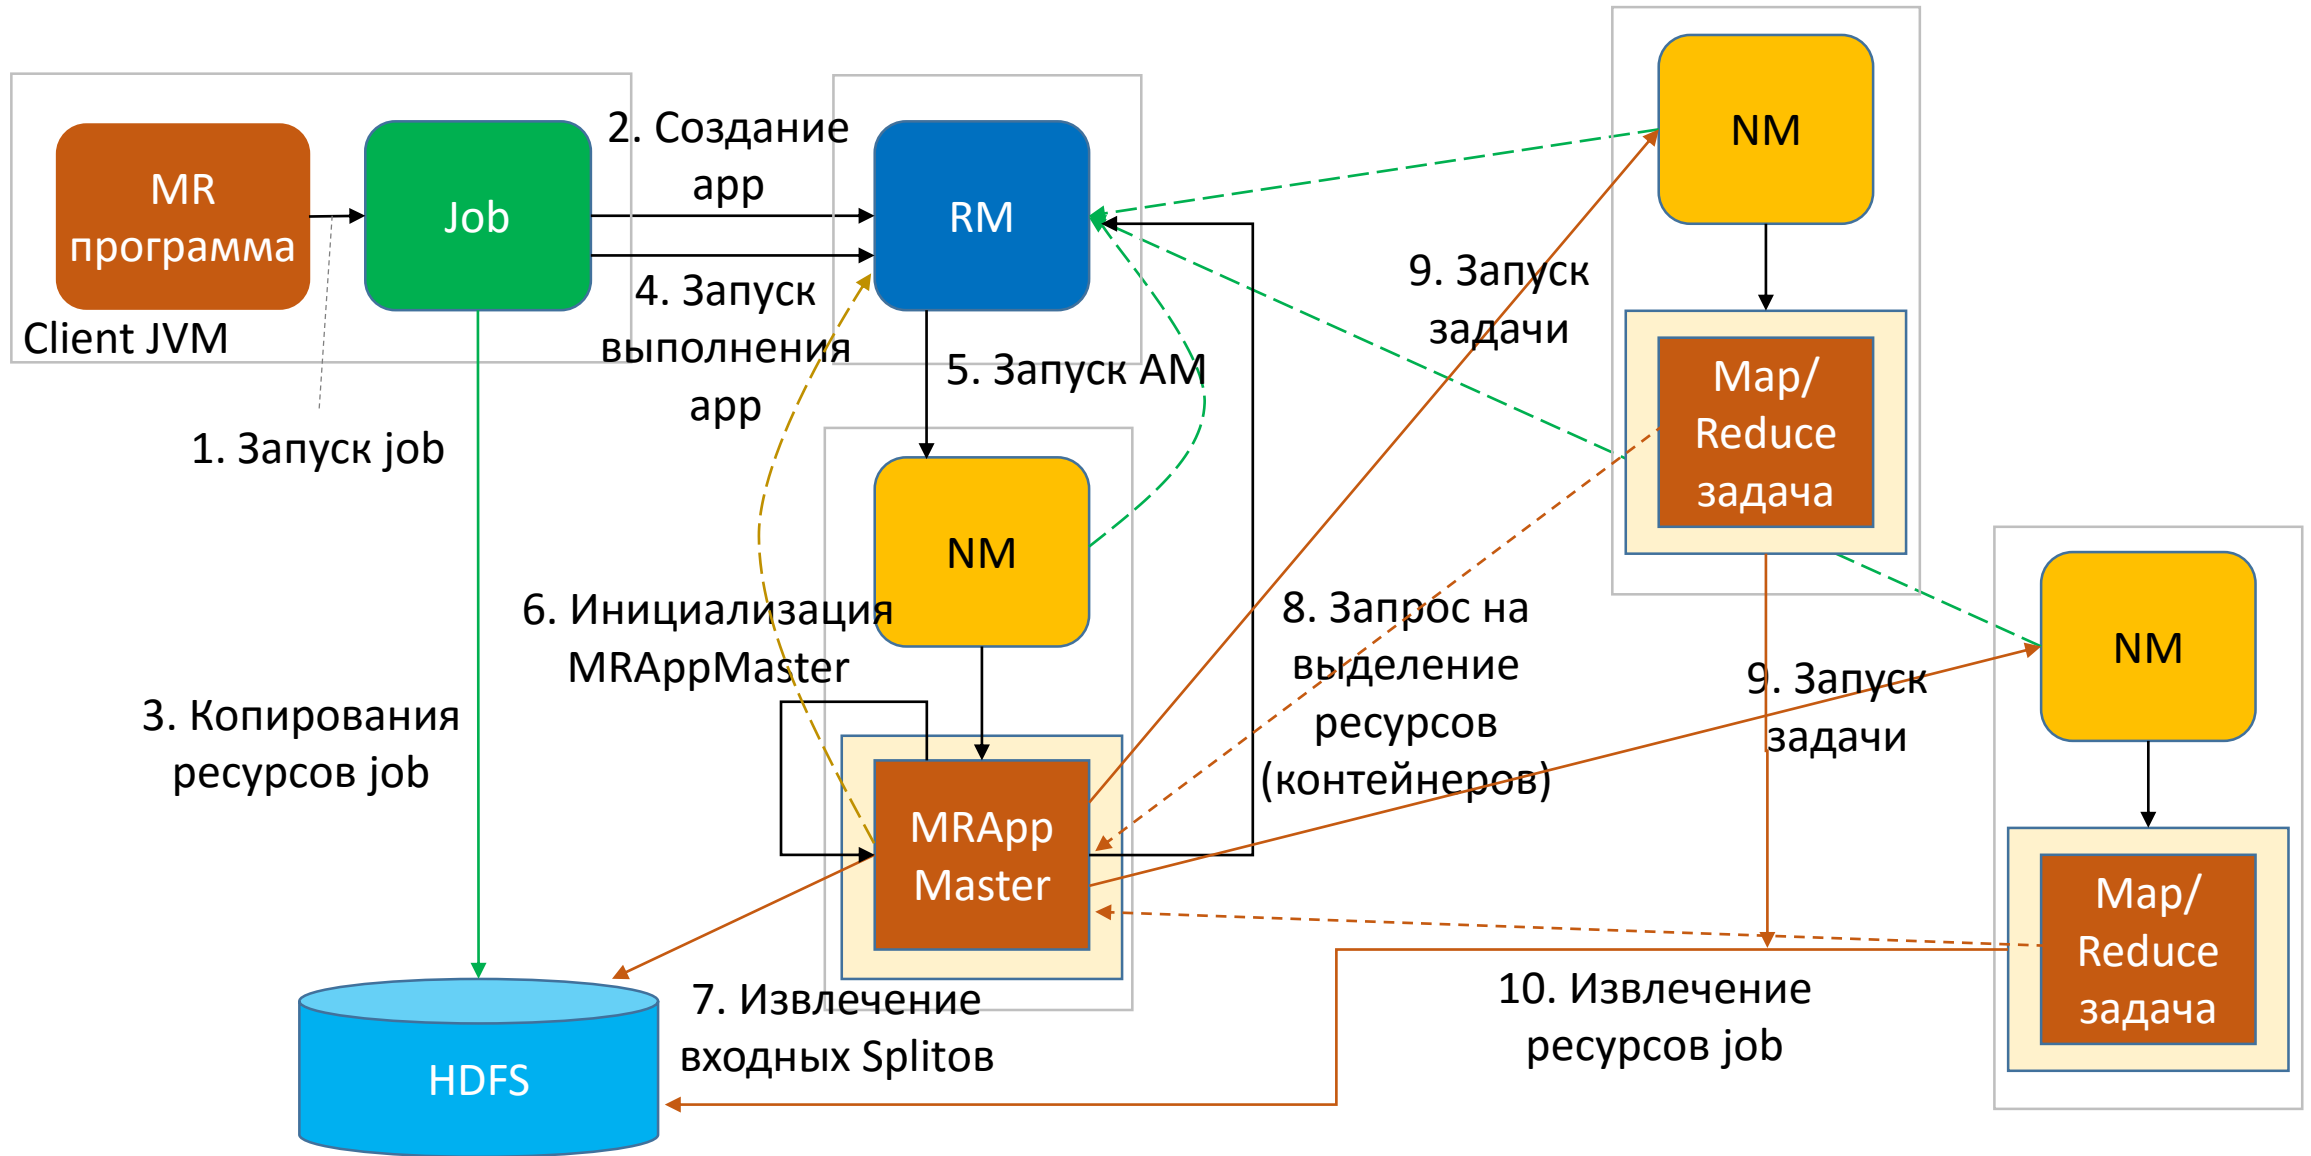 MR
программа
Client JVM
Job
1. Запуск job
2. Создание
app
4. Запуск
выполнения
app
3. Копирования
ресурсов job
HDFS
RM
5. Запуск AM
NM
6. Инициализация
MRAppMaster
MRApp
Master
7. Извлечение
входных Splitов
8. Запрос на
выделение
ресурсов
(контейнеров)
9. Запуск
задачи
NM
Map/
Reduce
задача
9. Запуск
задачи
NM
Map/
Reduce
задача
10. Извлечение
ресурсов job